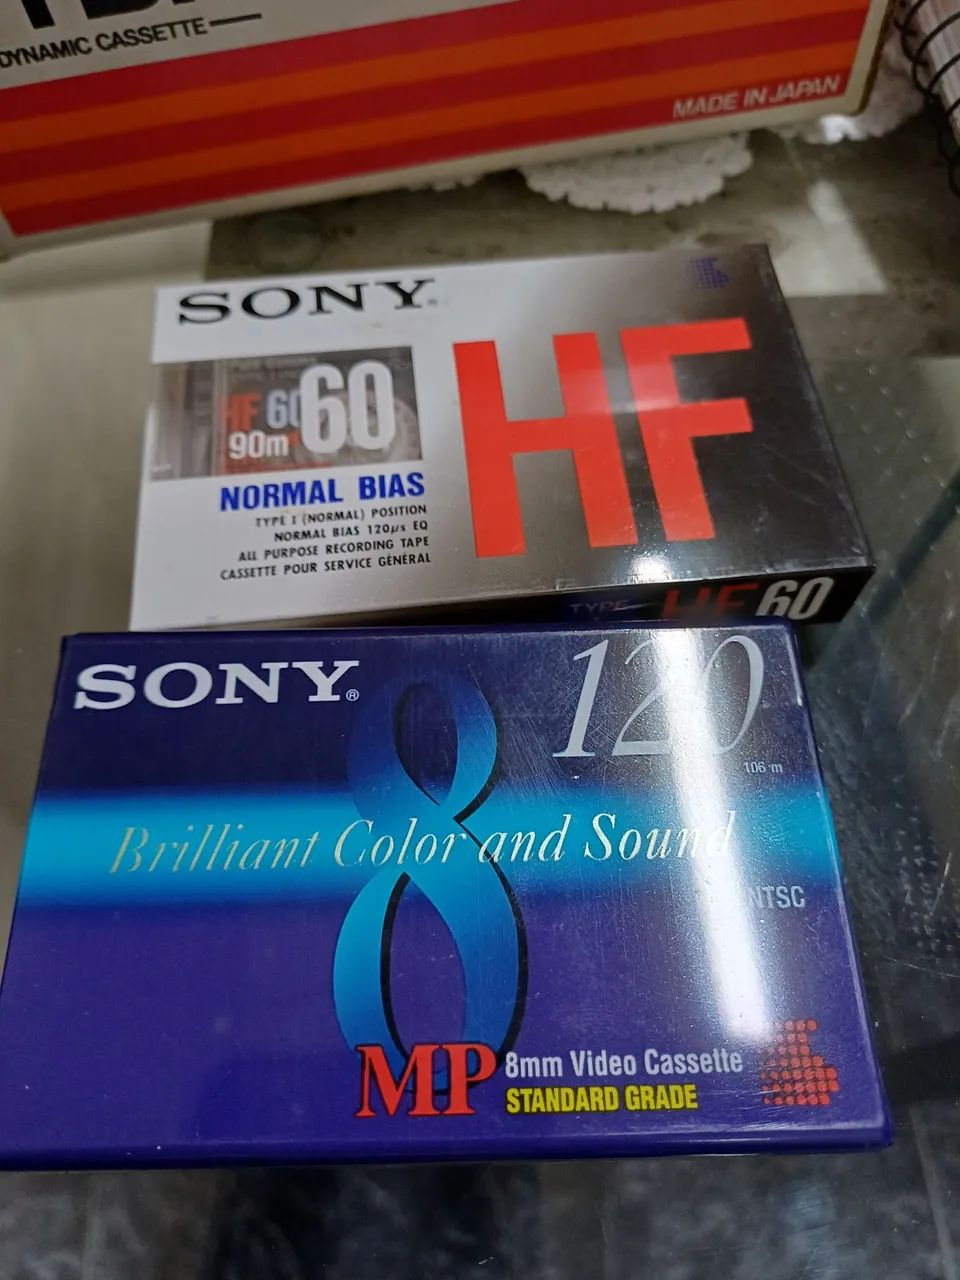 DYNAMIC CASSETTE
MADE IN JAPAN
SONY®
HF
HF 60 60
90m
NORMAL BIAS
TYPE I (NORMAL) POSITION
NORMAL BIAS 120µs EQ
ALL PURPOSE RECORDING TAPE
CASSETTE POUR SERVICE GÉNÉRAL
TYPE I HF 60
SONY®
8
120
106 m
Brilliant Color and Sound
NTSC
MP 8mm Video Cassette
STANDARD GRADE